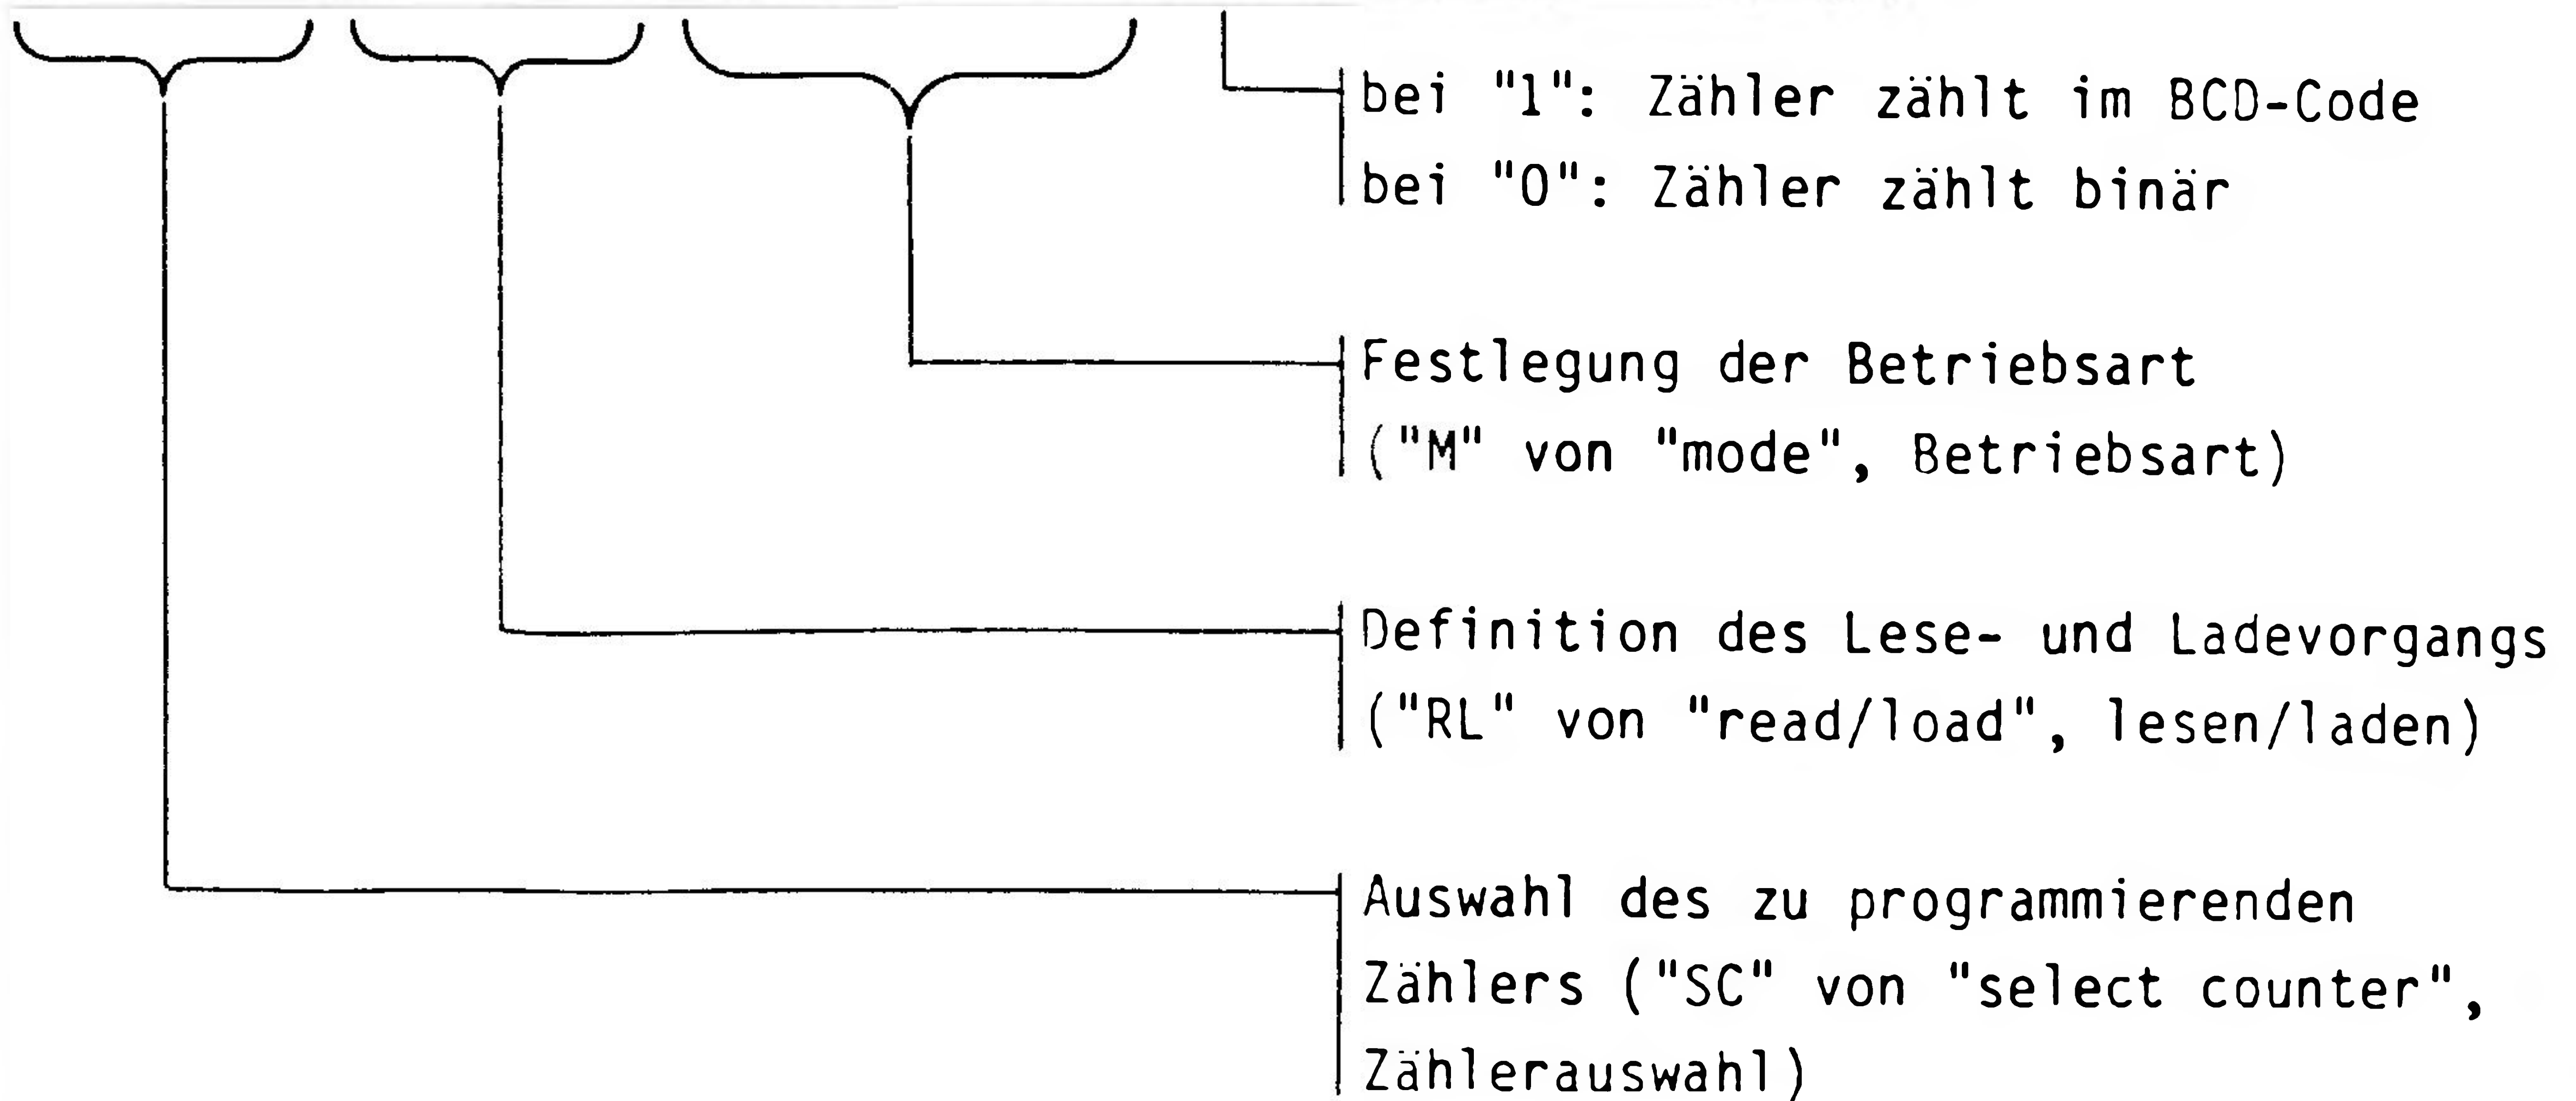 bei "1": Zähler zählt im BCD-Code
bei "0": Zähler zählt binär
Festlegung der Betriebsart
("M" von "mode", Betriebsart)
Definition des Lese- und Ladevorgangs
("RL" von "read/load", lesen/laden)
Auswahl des zu programmierenden
Zählers ("SC" von "select counter",
Zählerauswahl)